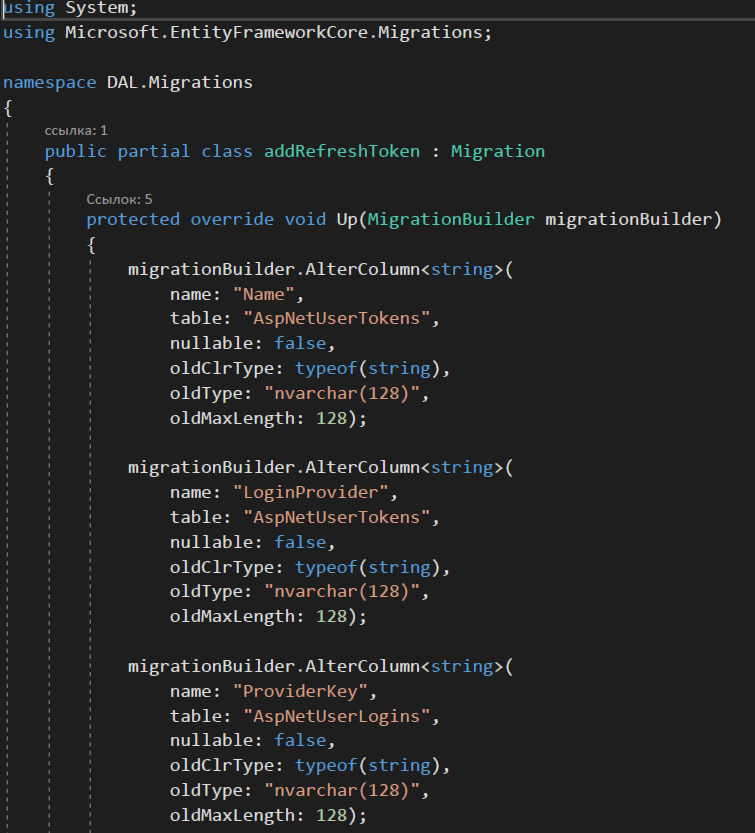 using System;
using Microsoft.EntityFrameworkCore.Migrations;
namespace DAL.Migrations
{
ссылка: 1
public partial class addRefreshToken : Migration
{
Ссылок: 5
protected override void Up(MigrationBuilder migrationBuilder)
{
migrationBuilder.AlterColumn<string>(
name: "Name",
table: "AspNetUserTokens",
nullable: false,
oldClrType: typeof(string),
oldType: "nvarchar(128)",
oldMaxLength: 128);
migrationBuilder.AlterColumn<string>(
name: "LoginProvider",
table: "AspNetUserTokens",
nullable: false,
oldClrType: typeof(string),
oldType: "nvarchar(128)",
oldMaxLength: 128);
migrationBuilder.AlterColumn<string>(
name: "ProviderKey",
table: "AspNetUserLogins",
nullable: false,
oldClrType: typeof(string),
oldType: "nvarchar(128)",
oldMaxLength: 128);